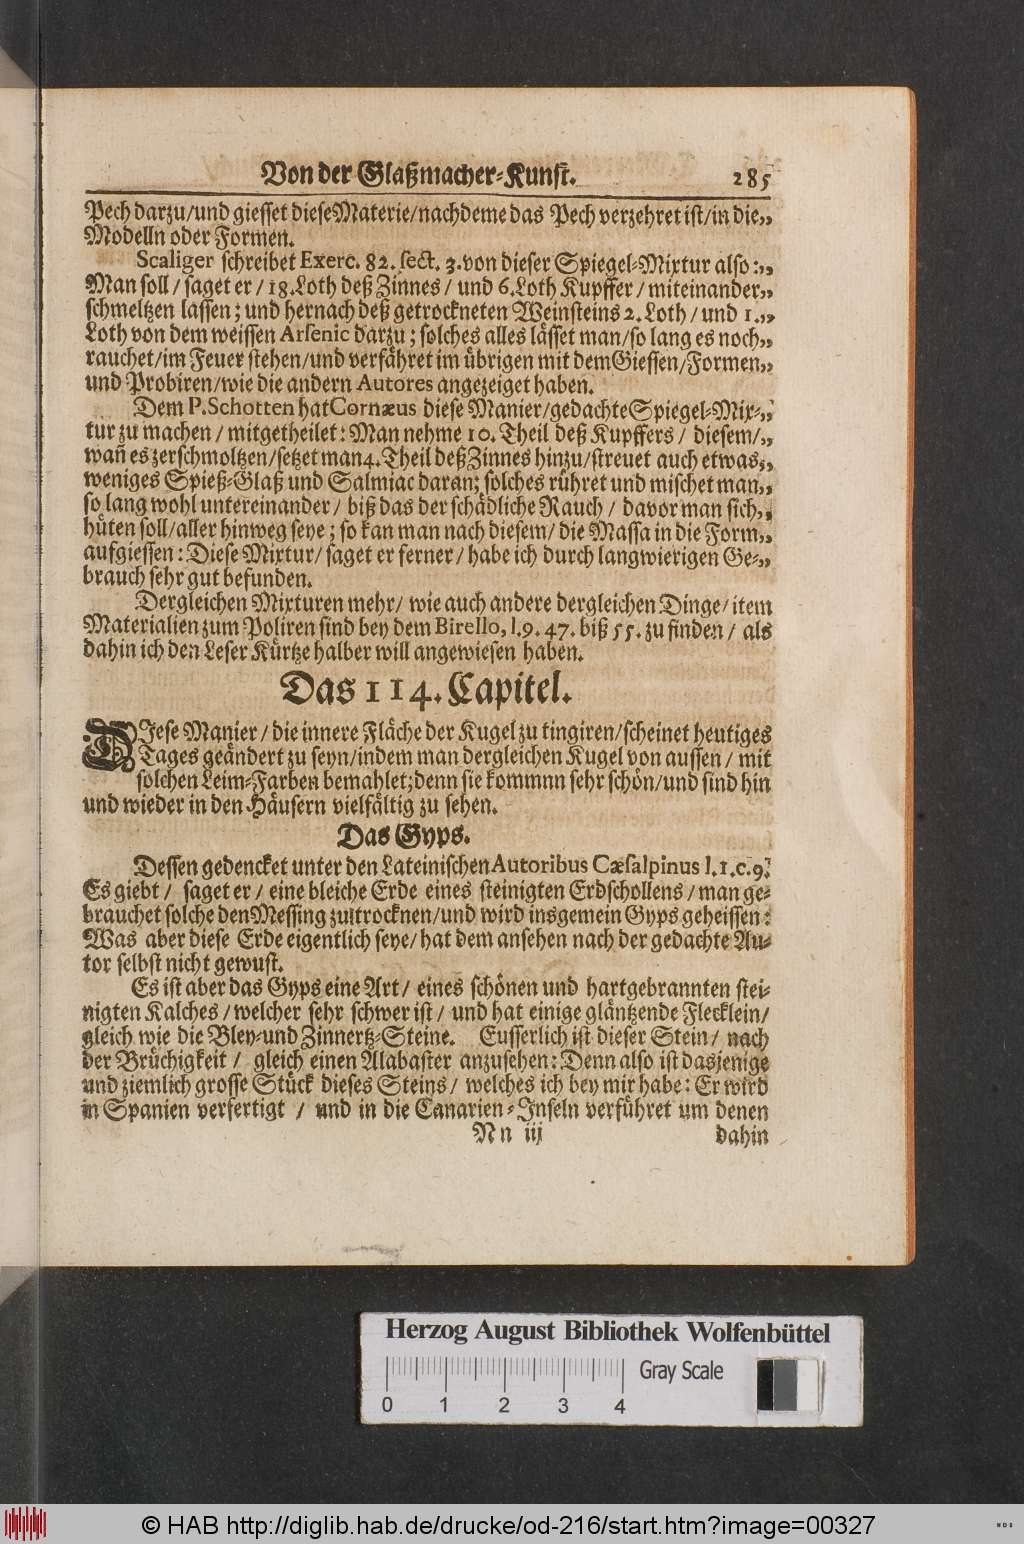 Von der Glaßmacher-Kunst. 285
Pech darzu/und giesset diese Materie/nachdeme das Pech verzehret ist/in die„
Modelln oder Formen.
Scaliger schreibet Exerc. 82. sect. 3. von dieser Spiegel-Mixtur also:„
Man soll/ saget er/ 18. Loth deß Zinnes/ und 6. Loth Kupffer/ miteinander„
schmeltzen lassen; und hernach deß getrockneten Weinsteins 2. Loth/ und 1.„
Loth von dem weissen Arsenic darzu; solches alles lässet man/so lang es noch„
rauchet/im Feuer stehen/und verfähret im übrigen mit dem Giessen/Formen„
und Probiren/wie die andern Autores angezeiget haben.
Dem P. Schotten hat Cornæus diese Manier/gedachte Spiegel-Mix-„
tur zu machen/ mitgetheilet: Man nehme 10. Theil deß Kupffers/ diesem/„
wañ es zerschmoltzen/setzet man 4. Theil deß Zinnes hinzu/streuet auch etwas„
weniges Spieß-Glaß und Salmiac daran; solches rühret und mischet man„
so lang wohl untereinander/ biß das der schädliche Rauch/ davor man sich„
hüten soll/aller hinweg seye; so kan man nach diesem/ die Massa in die Form„
aufgiessen: Diese Mixtur/ saget er ferner/ habe ich durch langwierigen Ge-„
brauch sehr gut befunden.
Dergleichen Mixturen mehr/ wie auch andere dergleichen Dinge/ item
Materialien zum Poliren sind bey dem Birello, l. 9. 47. biß 55. zu finden/ als
dahin ich den Leser Kürtze halber will angewiesen haben.
Das 114. Capitel.
DIese Manier/ die innere Fläche der Kugel zu tingiren/scheinet heutiges
Tages geändert zu seyn/indem man dergleichen Kugel von aussen/ mit
solchen Leim-Farben bemahlet; denn sie kommnn sehr schön/und sind hin
und wieder in den Häusern vielfältig zu sehen.
Das Gyps.
Dessen gedencket unter den Lateinischen Autoribus Cæsalpinus l. 1. c. 9.
Es giebt/ saget er/ eine bleiche Erde eines steinigten Erdschollens/ man ge-
brauchet solche den Messing zu trocknen/und wird insgemein Gyps geheissen:
Was aber diese Erde eigentlich seye/ hat dem ansehen nach der gedachte Au-
tor selbst nicht gewust.
Es ist aber das Gyps eine Art/ eines schönen und hartgebrannten stei-
nigten Kalches/ welcher sehr schwer ist/ und hat einige gläntzende Flecklein/
gleich wie die Bley-und Zinnertz-Steine. Eusserlich ist dieser Stein/ nach
der Brüchigkeit/ gleich einen Alabaster anzusehen: Denn also ist dasjenige
und ziemlich grosse Stück dieses Steins/ welches ich bey mir habe: Er wird
in Spanien verfertigt/ und in die Canarien-Inseln verführet um denen
Nn iij dahin
Herzog August Bibliothek Wolfenbüttel
Gray Scale
0 1 2 3 4
© HAB http://diglib.hab.de/drucke/od-216/start.htm?image=00327